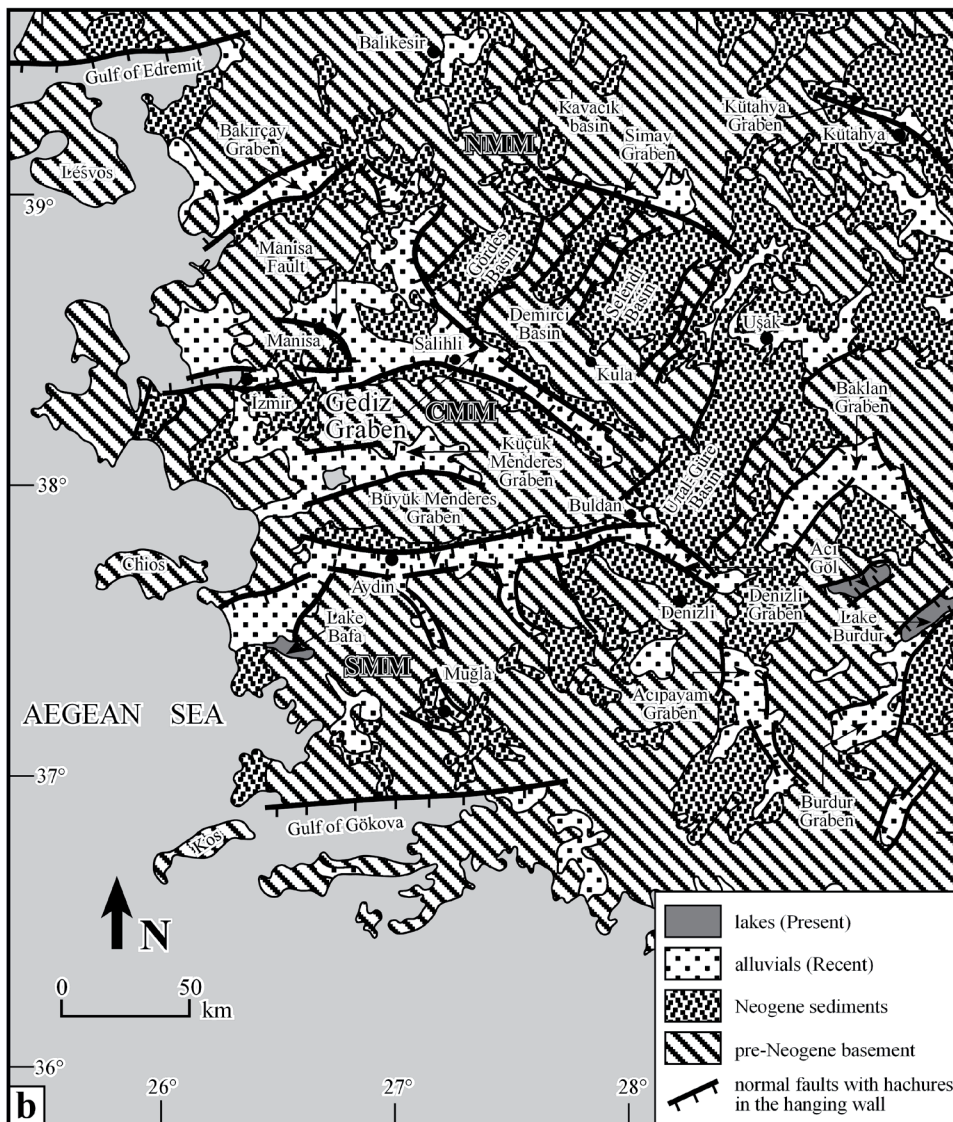 Balıkesir
Gulf of Edremit
Kavacık
basin
Kütahya
Graben
Kütahya
Bakırçay
Graben
NMM
Simav
Graben
Lésvos
39°
Manisa
Fault
Gördes
Basin
Selendi
Basin
Demirci
Basin
Uşak
Manisa
Salihli
Kula
Baklan
Graben
İzmir
Gediz
Graben
CMM
Küçük
Menderes
Graben
38°
Büyük Menderes
Graben
Buldan
Basin
Chios
Aydın
Acı
Göl
Denizli
Denizli
Graben
Lake
Burdur
Lake
Bafa
SMM
Muğla
Acıpayam
Graben
AEGEAN SEA
37°
Gulf of Gökova
Burdur
Graben
Kos
N
0 50
km
lakes (Present)
alluvials (Recent)
Neogene sediments
pre-Neogene basement
normal faults with hachures
in the hanging wall
36°
26° 27° 28°
b